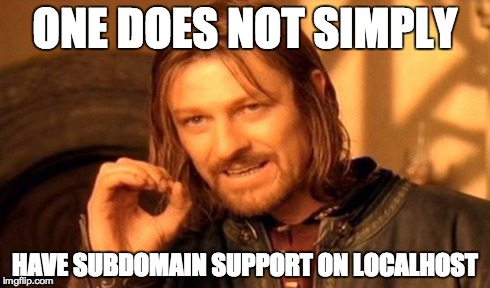 ONE DOES NOT SIMPLY
HAVE SUBDOMAIN SUPPORT ON LOCALHOST
imgflip.com